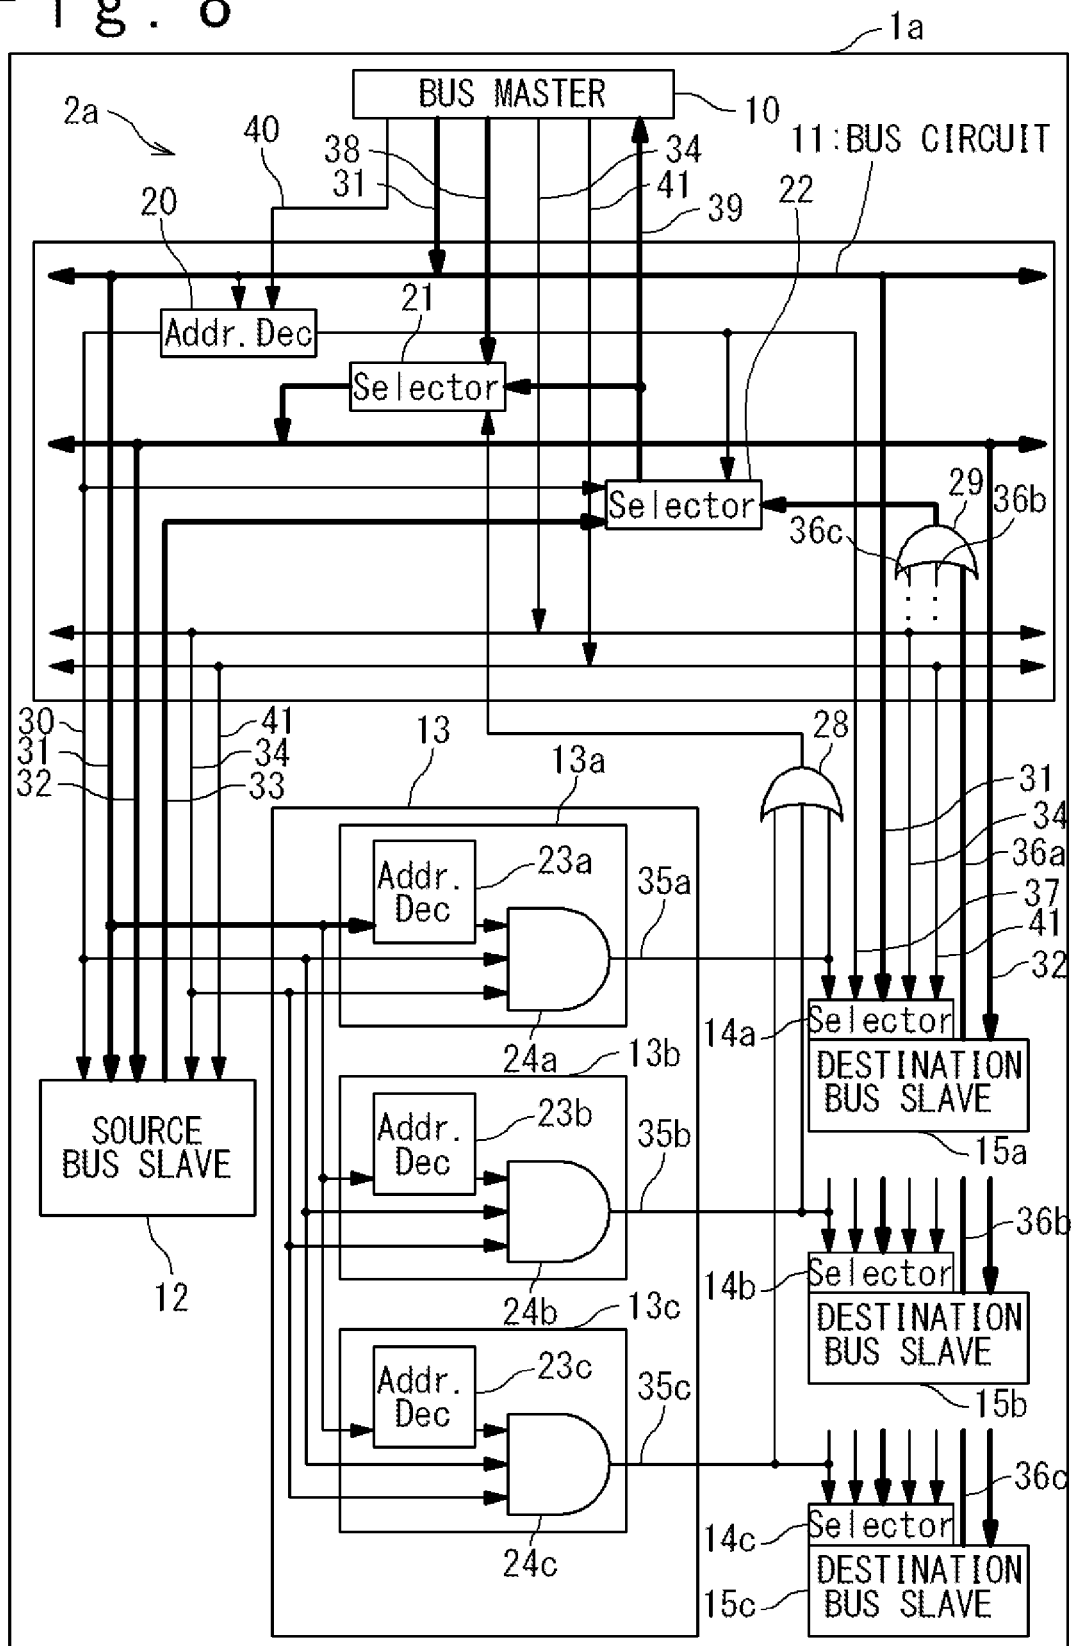 Fig. 8
1a
2a
BUS MASTER
10
40
38
31
34
41
39
11:BUS CIRCUIT
22
20
21
Addr. Dec
Selector
Selector
29
36b
36c
30
31
32
41
34
33
13
13a
28
31
34
36a
37
41
32
Addr.
Dec
23a
35a
24a
14a
Selector
DESTINATION
BUS SLAVE
15a
SOURCE
BUS SLAVE
12
13b
Addr.
Dec
23b
35b
24b
36b
14b
Selector
DESTINATION
BUS SLAVE
15b
13c
Addr.
Dec
23c
35c
24c
36c
14c
Selector
DESTINATION
BUS SLAVE
15c